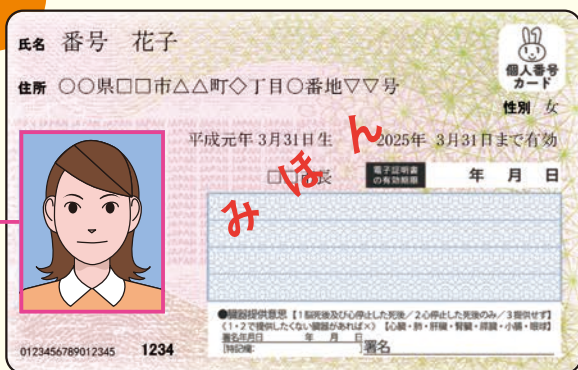 氏名 番号 花子
個人番号
カード
住所 ○○県□□市△△町◇丁目○番地▽▽号
性別 女
平成元年 3月31日生 2025年 3月31日まで有効
みほん
電子証明書
の有効期限
年 月 日
●臓器提供意思【1脳死後及び心停止した死後/2心停止した死後のみ/3提供せず】
《1・2で提供したくない臓器があれば×》【心臓・肺・肝臓・腎臓・膵臓・小腸・眼球】
署名年月日 年 月 日
[特記欄: ]署名
0123456789012345 1234